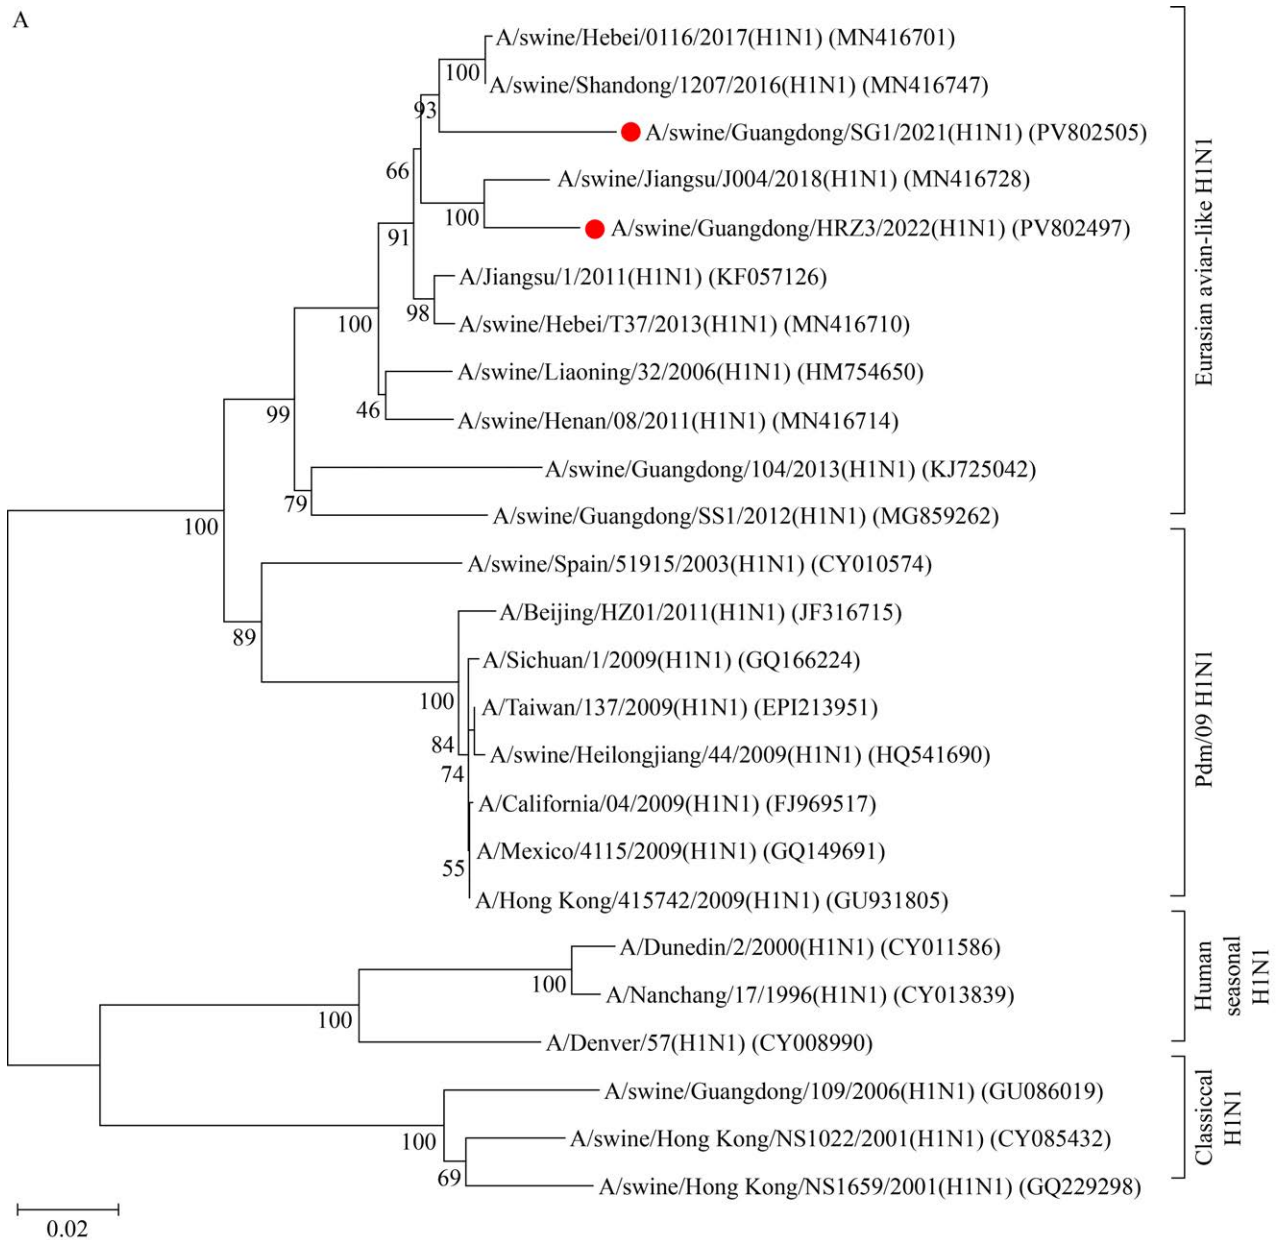 A
A/swine/Hebei/0116/2017(H1N1) (MN416701)
100
A/swine/Shandong/1207/2016(H1N1) (MN416747)
93
A/swine/Guangdong/SG1/2021(H1N1) (PV802505)
66
A/swine/Jiangsu/J004/2018(H1N1) (MN416728)
100
A/swine/Guangdong/HRZ3/2022(H1N1) (PV802497)
91
A/Jiangsu/1/2011(H1N1) (KF057126)
98
A/swine/Hebei/T37/2013(H1N1) (MN416710)
100
A/swine/Liaoning/32/2006(H1N1) (HM754650)
46
A/swine/Henan/08/2011(H1N1) (MN416714)
99
A/swine/Guangdong/104/2013(H1N1) (KJ725042)
79
A/swine/Guangdong/SS1/2012(H1N1) (MG859262)
100
Eurasian avian-like H1N1
A/swine/Spain/51915/2003(H1N1) (CY010574)
89
A/Beijing/HZ01/2011(H1N1) (JF316715)
A/Sichuan/1/2009(H1N1) (GQ166224)
100
A/Taiwan/137/2009(H1N1) (EPI213951)
84
A/swine/Heilongjiang/44/2009(H1N1) (HQ541690)
74
A/California/04/2009(H1N1) (FJ969517)
A/Mexico/4115/2009(H1N1) (GQ149691)
55
A/Hong Kong/415742/2009(H1N1) (GU931805)
Pdm/09 H1N1
A/Dunedin/2/2000(H1N1) (CY011586)
100
A/Nanchang/17/1996(H1N1) (CY013839)
100
A/Denver/57(H1N1) (CY008990)
Human
seasonal
H1N1
A/swine/Guangdong/109/2006(H1N1) (GU086019)
100
A/swine/Hong Kong/NS1022/2001(H1N1) (CY085432)
69
A/swine/Hong Kong/NS1659/2001(H1N1) (GQ229298)
Classiccal
H1N1
0.02